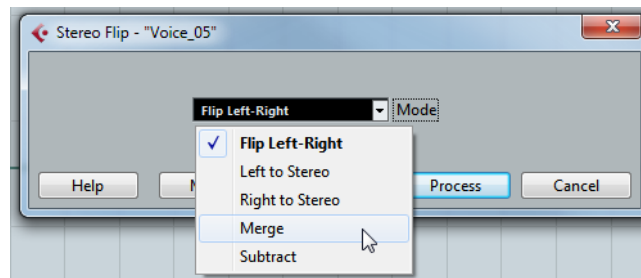 Stereo Flip - "Voice_05"
Flip Left-Right Mode
Flip Left-Right
Left to Stereo
Right to Stereo
Merge
Subtract
Help Process Cancel